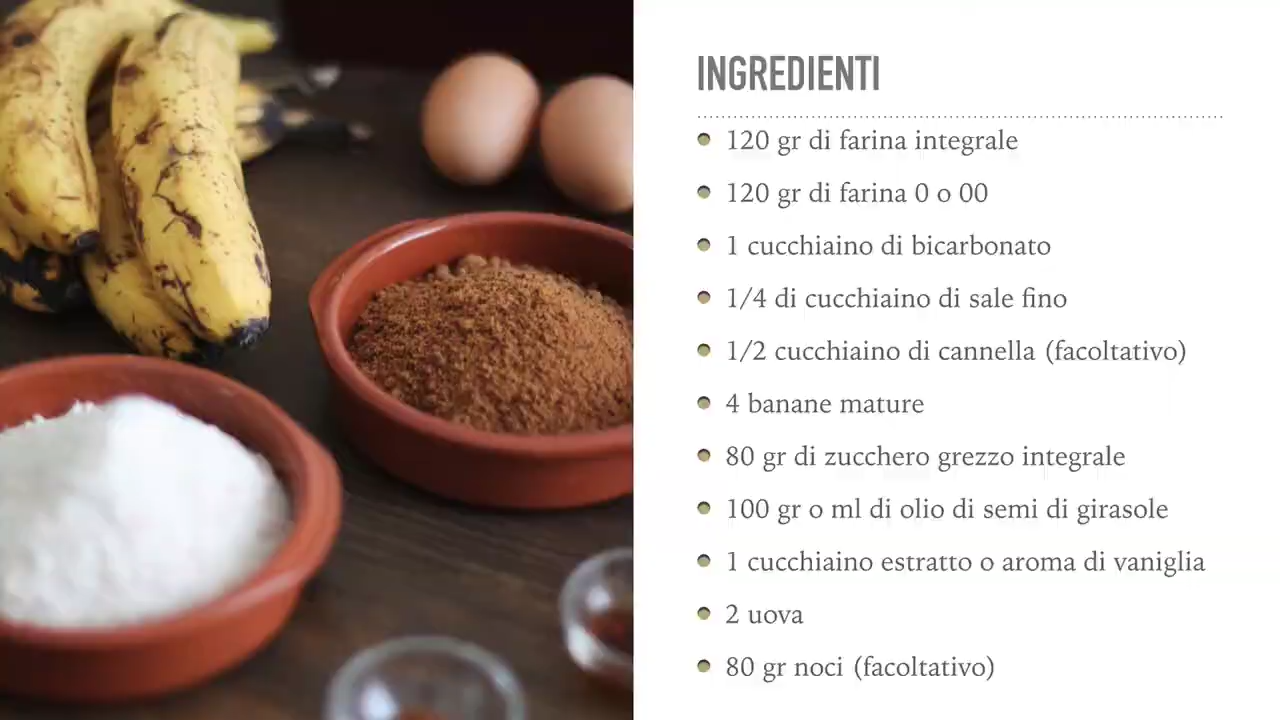 INGREDIENTI
120 gr di farina integrale
120 gr di farina 0 o 00
1 cucchiaino di bicarbonato
1/4 di cucchiaino di sale fino
1/2 cucchiaino di cannella (facoltativo)
4 banane mature
80 gr di zucchero grezzo integrale
100 gr o ml di olio di semi di girasole
1 cucchiaino estratto o aroma di vaniglia
2 uova
80 gr noci (facoltativo)